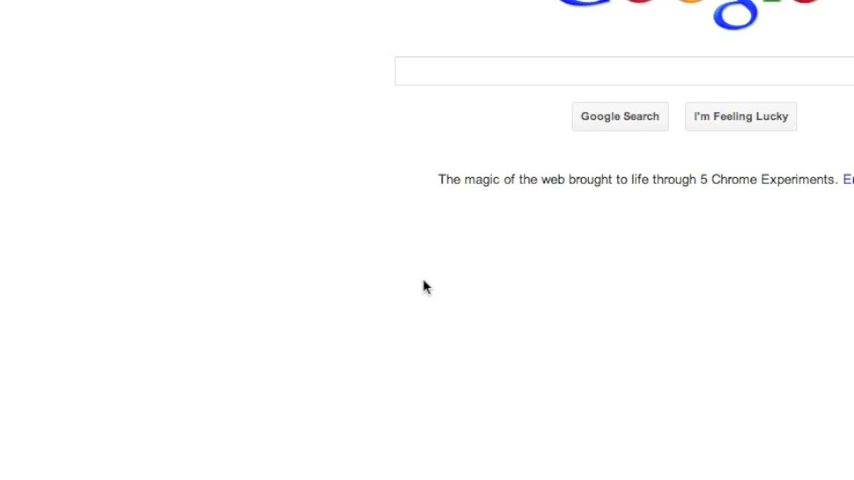 Google Search
I'm Feeling Lucky
The magic of the web brought to life through 5 Chrome Experiments.